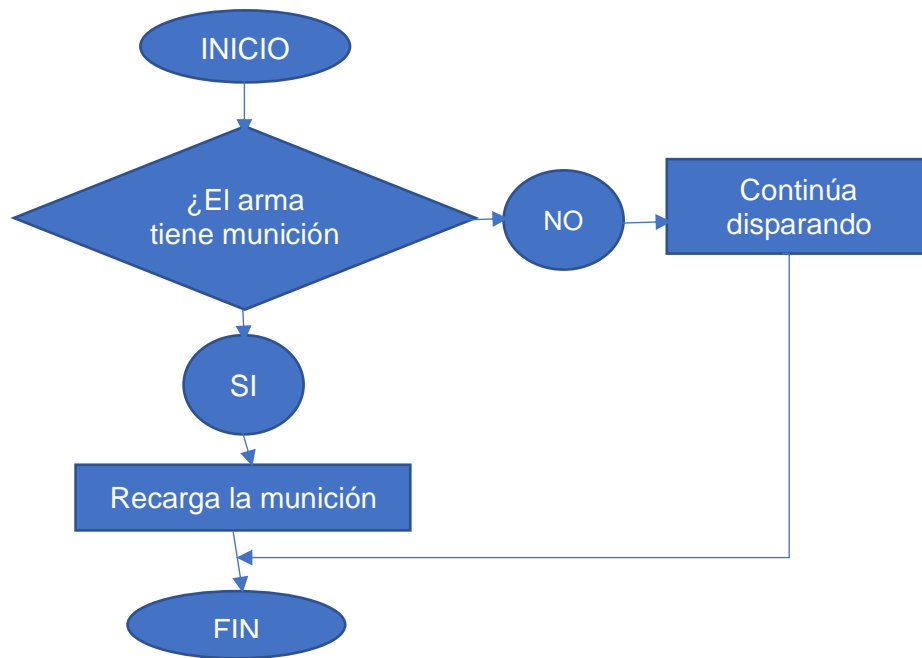 INICIO
¿El arma
tiene munición
NO
Continúa
disparando
SI
Recarga la munición
FIN